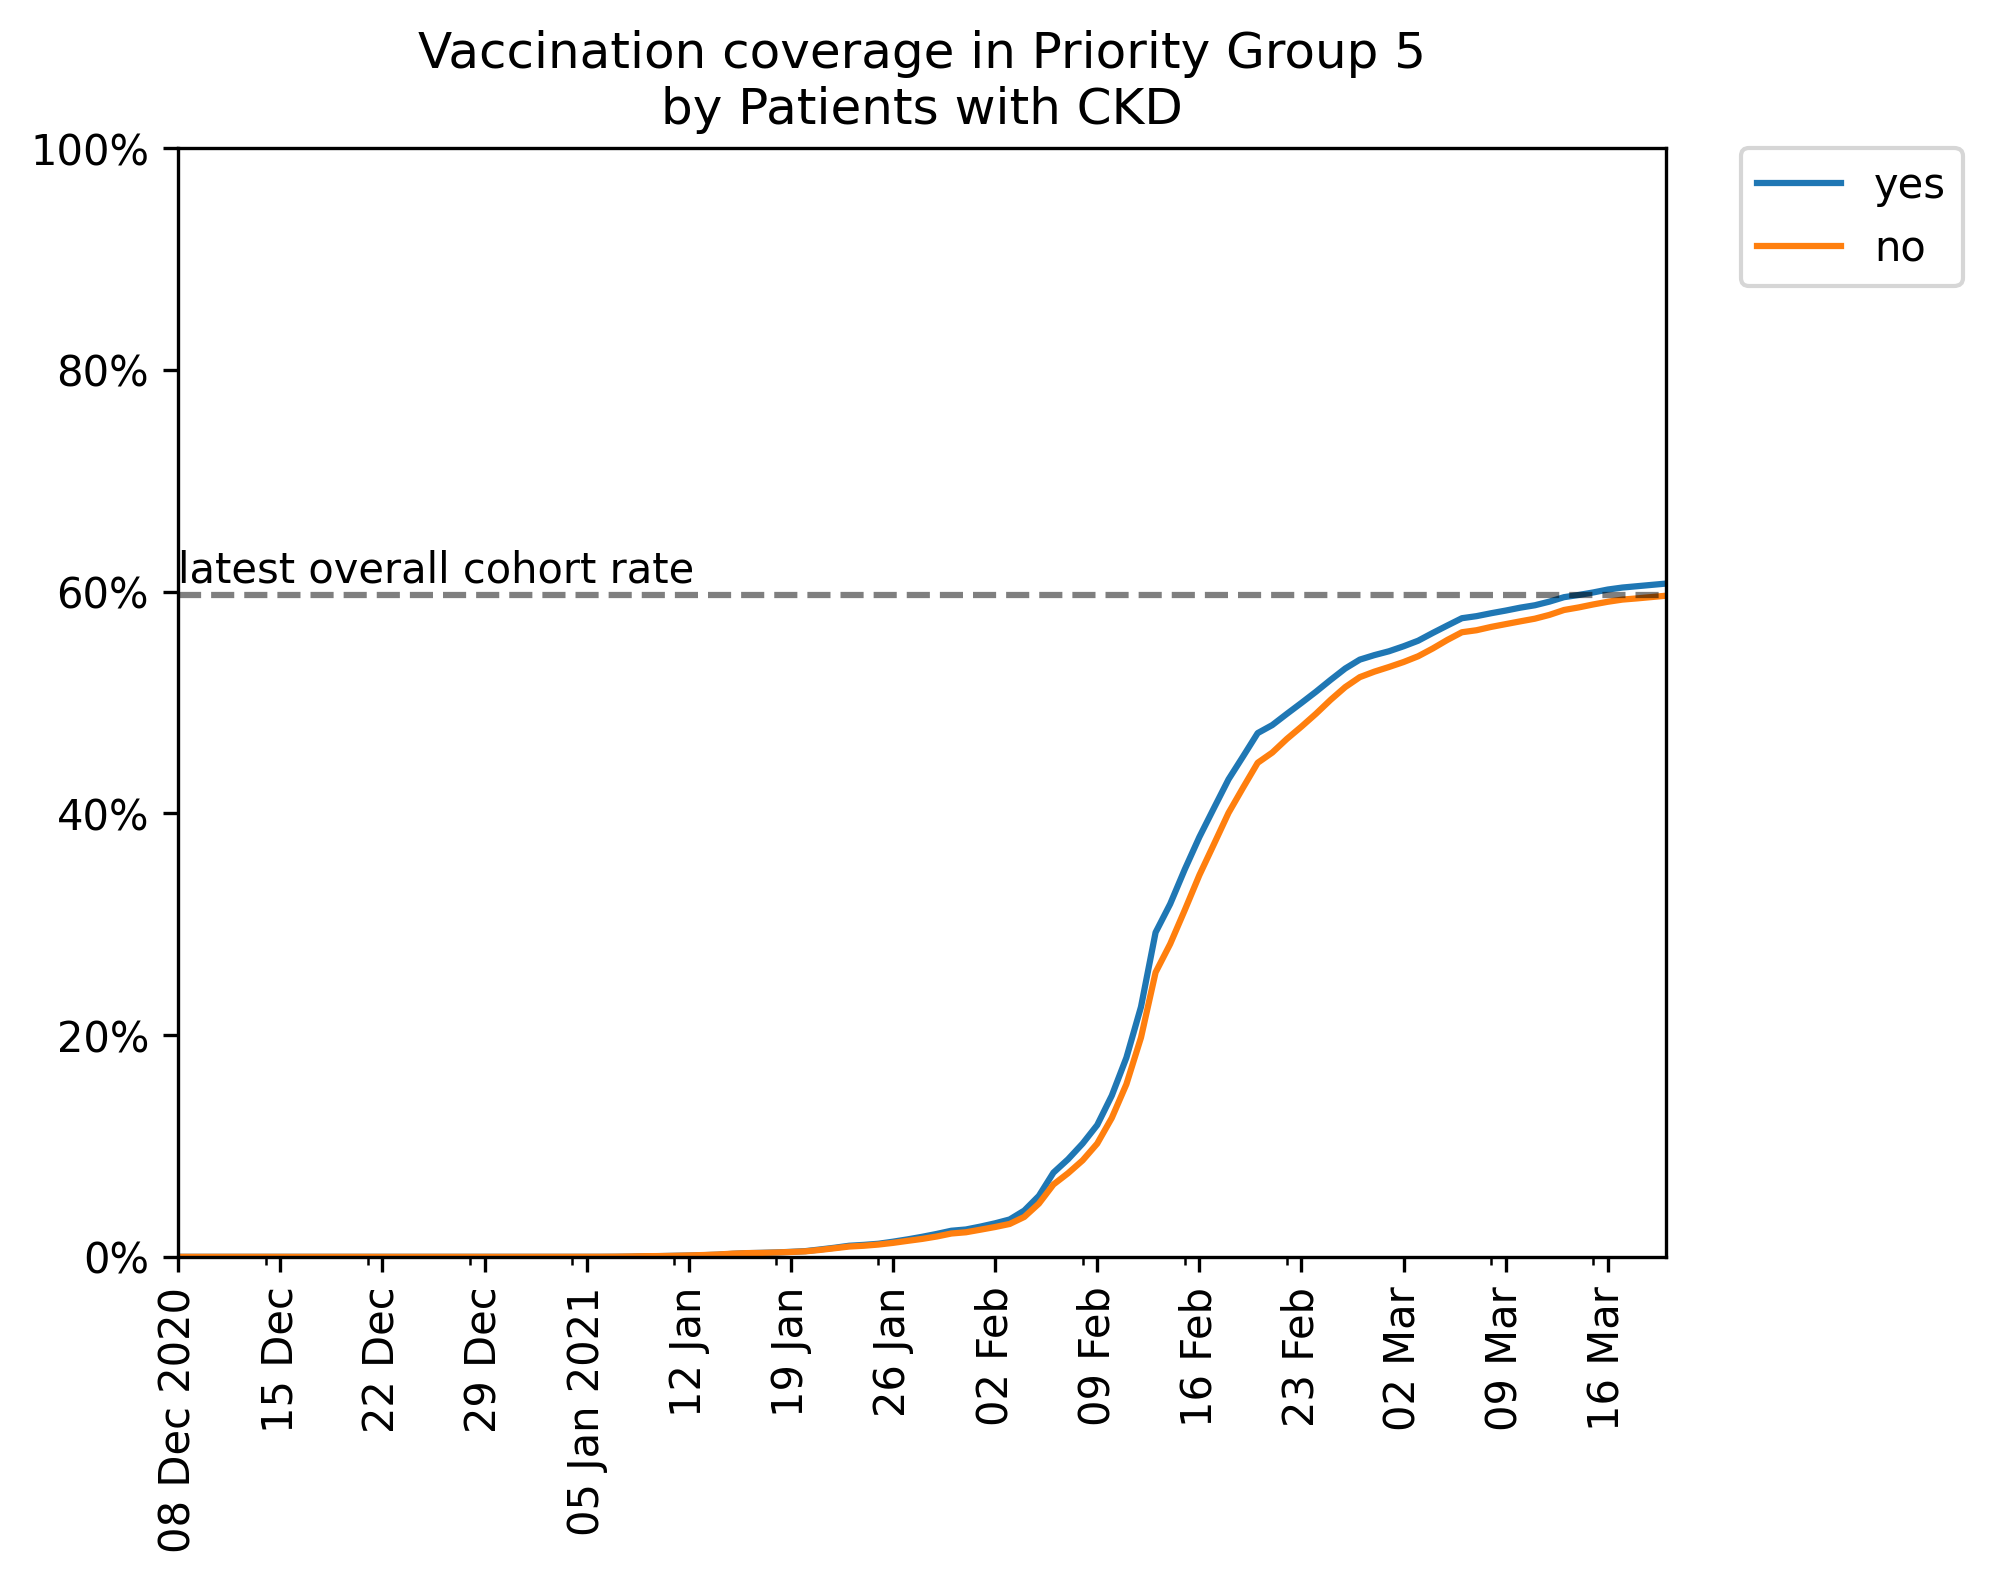 Vaccination coverage in Priority Group 5
by Patients with CKD
100%
80%
60%
40%
20%
0%
latest overall cohort rate
yes
no
08 Dec 2020
15 Dec
22 Dec
29 Dec
05 Jan 2021
12 Jan
19 Jan
26 Jan
02 Feb
09 Feb
16 Feb
23 Feb
02 Mar
09 Mar
16 Mar